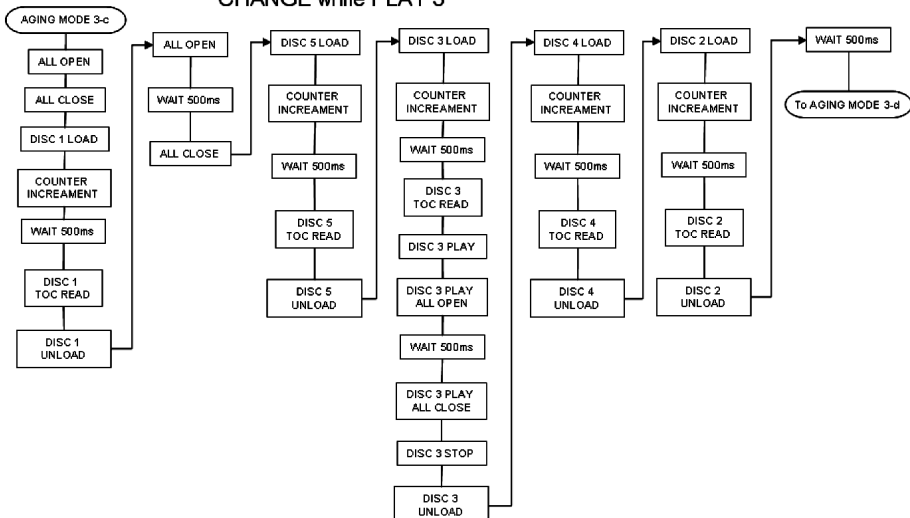 CHANGE while PLAY 3
AGING MODE 3-c
ALL OPEN
ALL CLOSE
DISC 1 LOAD
COUNTER
INCREAMENT
WAIT 500ms
DISC 1
TOC READ
DISC 1
UNLOAD
ALL OPEN
WAIT 500ms
ALL CLOSE
DISC 5 LOAD
COUNTER
INCREAMENT
WAIT 500ms
DISC 5
TOC READ
DISC 5
UNLOAD
DISC 3 LOAD
COUNTER
INCREAMENT
WAIT 500ms
DISC 3
TOC READ
DISC 3 PLAY
DISC 3 PLAY
ALL OPEN
WAIT 500ms
DISC 3 PLAY
ALL CLOSE
DISC 3 STOP
DISC 3
UNLOAD
DISC 4 LOAD
COUNTER
INCREAMENT
WAIT 500ms
DISC 4
TOC READ
DISC 4
UNLOAD
DISC 2 LOAD
COUNTER
INCREAMENT
WAIT 500ms
DISC 2
TOC READ
DISC 2
UNLOAD
WAIT 500ms
To AGING MODE 3-d